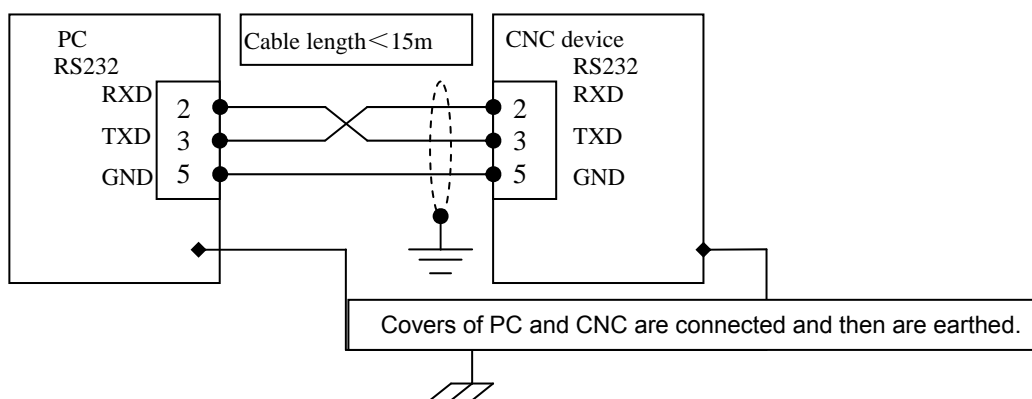 PC
RS232
RXD
2
TXD
3
GND
5
Cable length＜15m
CNC device
RS232
2
RXD
3
TXD
5
GND
Covers of PC and CNC are connected and then are earthed.